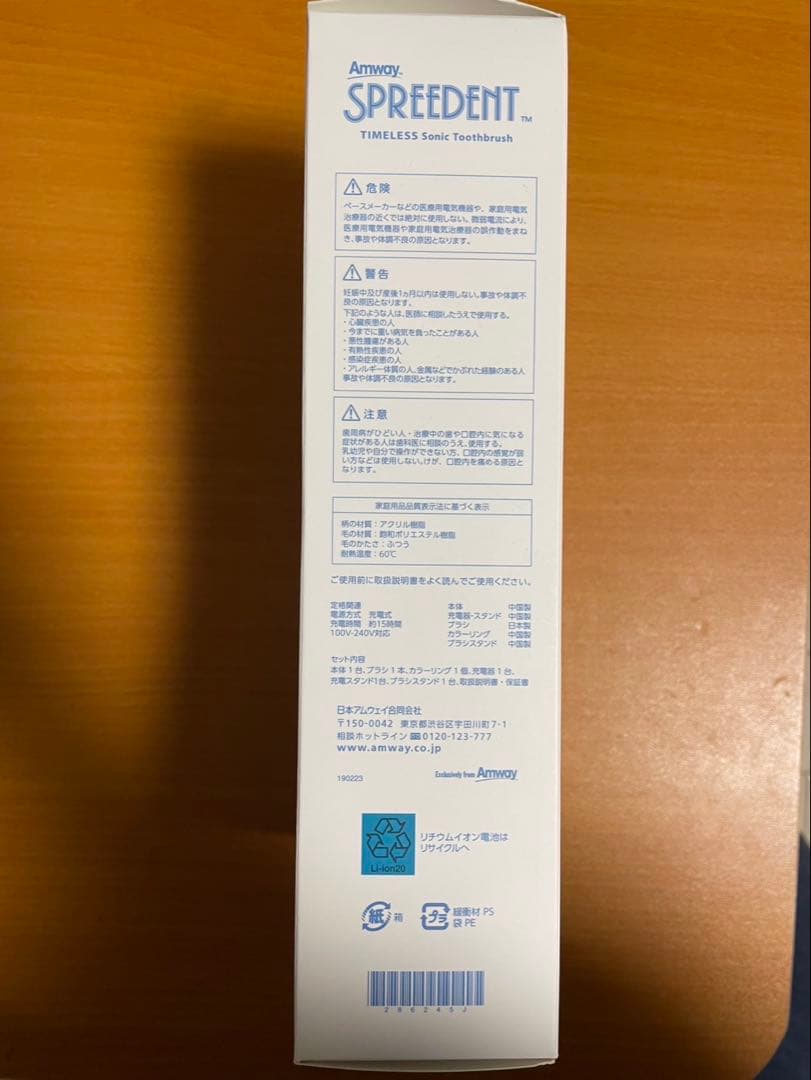 Amway™
SPREEDENT™
TIMELESS Sonic Toothbrush
危険
ペースメーカーなどの医療用電気機器や、家庭用電気
治療器の近くでは絶対に使用しない。微弱電流により、
医療用電気機器や家庭用電気治療器の誤作動をまね
き、事故や体調不良の原因となります。
警告
妊娠中及び産後1ヵ月以内は使用しない。事故や体調不
良の原因となります。
下記のような人は、医師に相談したうえで使用する。
・心臓疾患の人
・今までに重い病気を負ったことがある人
・悪性腫瘍がある人
・有熱性疾患の人
・感染症疾患の人
・アレルギー体質の人、金属などでかぶれた経験のある人
事故や体調不良の原因となります。
注意
歯周病がひどい人・治療中の歯や口腔内に気になる
症状がある人は歯科医に相談のうえ、使用する。
乳幼児や自分で操作ができない方、口腔内の感覚が弱
い方などは使用しない。けが、口腔内を痛める原因と
なります。
家庭用品品質表示法に基づく表示
柄の材質：アクリル樹脂
毛の材質：飽和ポリエステル樹脂
毛のかたさ：ふつう
耐熱温度：60℃
ご使用前に取扱説明書をよく読んでご使用ください。
定格関連
電源方式 充電式
充電時間 約15時間
100V-240V対応
本体 中国製
充電器・スタンド 中国製
ブラシ 日本製
カラーリング 中国製
ブラシスタンド 中国製
セット内容
本体1台、ブラシ1本、カラーリング1個、充電器1台、
充電スタンド1台、ブラシスタンド1台、取扱説明書・保証書
日本アムウェイ合同会社
〒150-0042 東京都渋谷区宇田川町7-1
相談ホットライン 0120-123-777
www.amway.co.jp
190223
Exclusively from Amway
Li-ion20
リチウムイオン電池は
リサイクルへ
紙 箱
プラ 緩衝材 PS
袋 PE
286245J